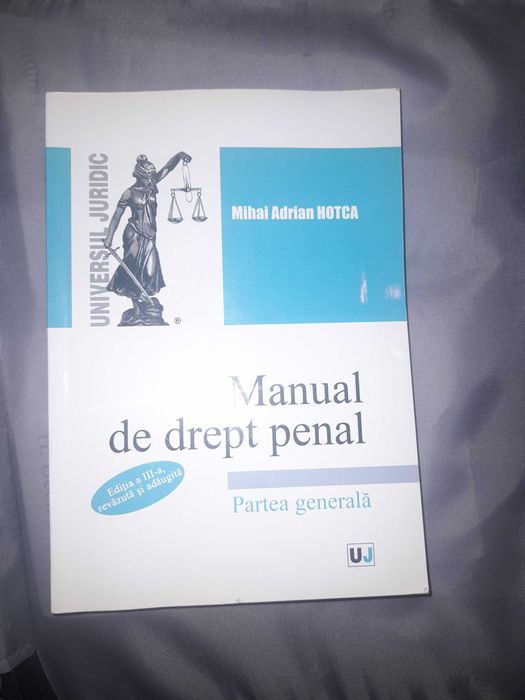 UNIVERSUL JURIDIC
®
Mihai Adrian HOTCA
Manual
de drept penal
Ediția a III-a,
revăzută și adăugită
Partea generală
UJ